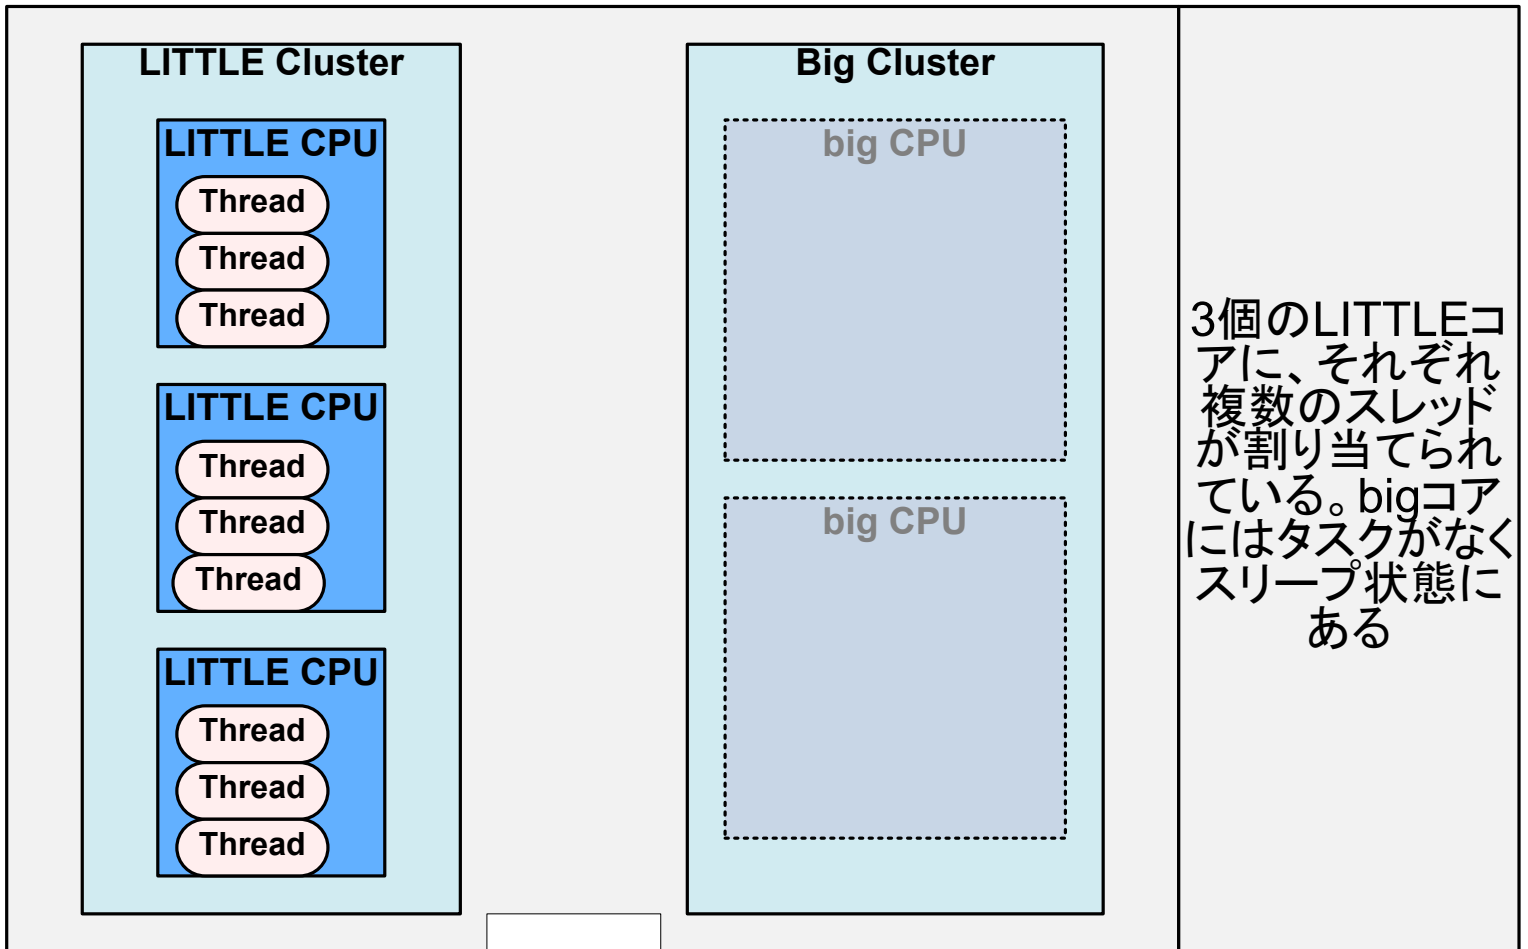 LITTLE Cluster
LITTLE CPU
Thread
Thread
Thread
LITTLE CPU
Thread
Thread
Thread
LITTLE CPU
Thread
Thread
Thread
Big Cluster
big CPU
big CPU
3個のLITTLEコ
アに、それぞれ
複数のスレッド
が割り当てられ
ている。bigコア
にはタスクがなく
スリープ状態に
ある